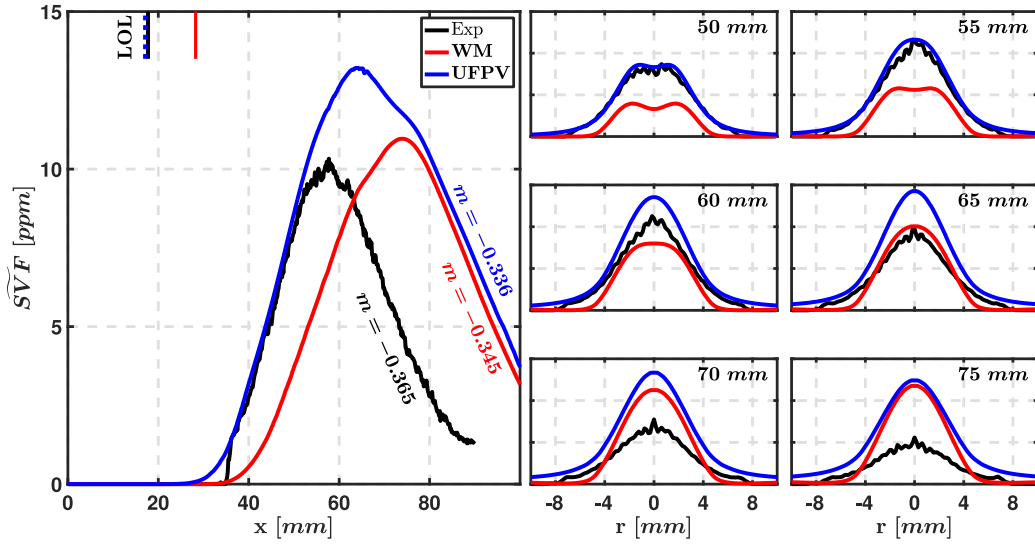 15
10
5
0
SVF [ppm]
LOL
Exp
WM
UFPV
m = −0.336
m = −0.345
m = −0.365
0 20 40 60 80
x [mm]
50 mm
55 mm
60 mm
65 mm
70 mm
75 mm
-8 -4 0 4 8
r [mm]
-8 -4 0 4 8
r [mm]